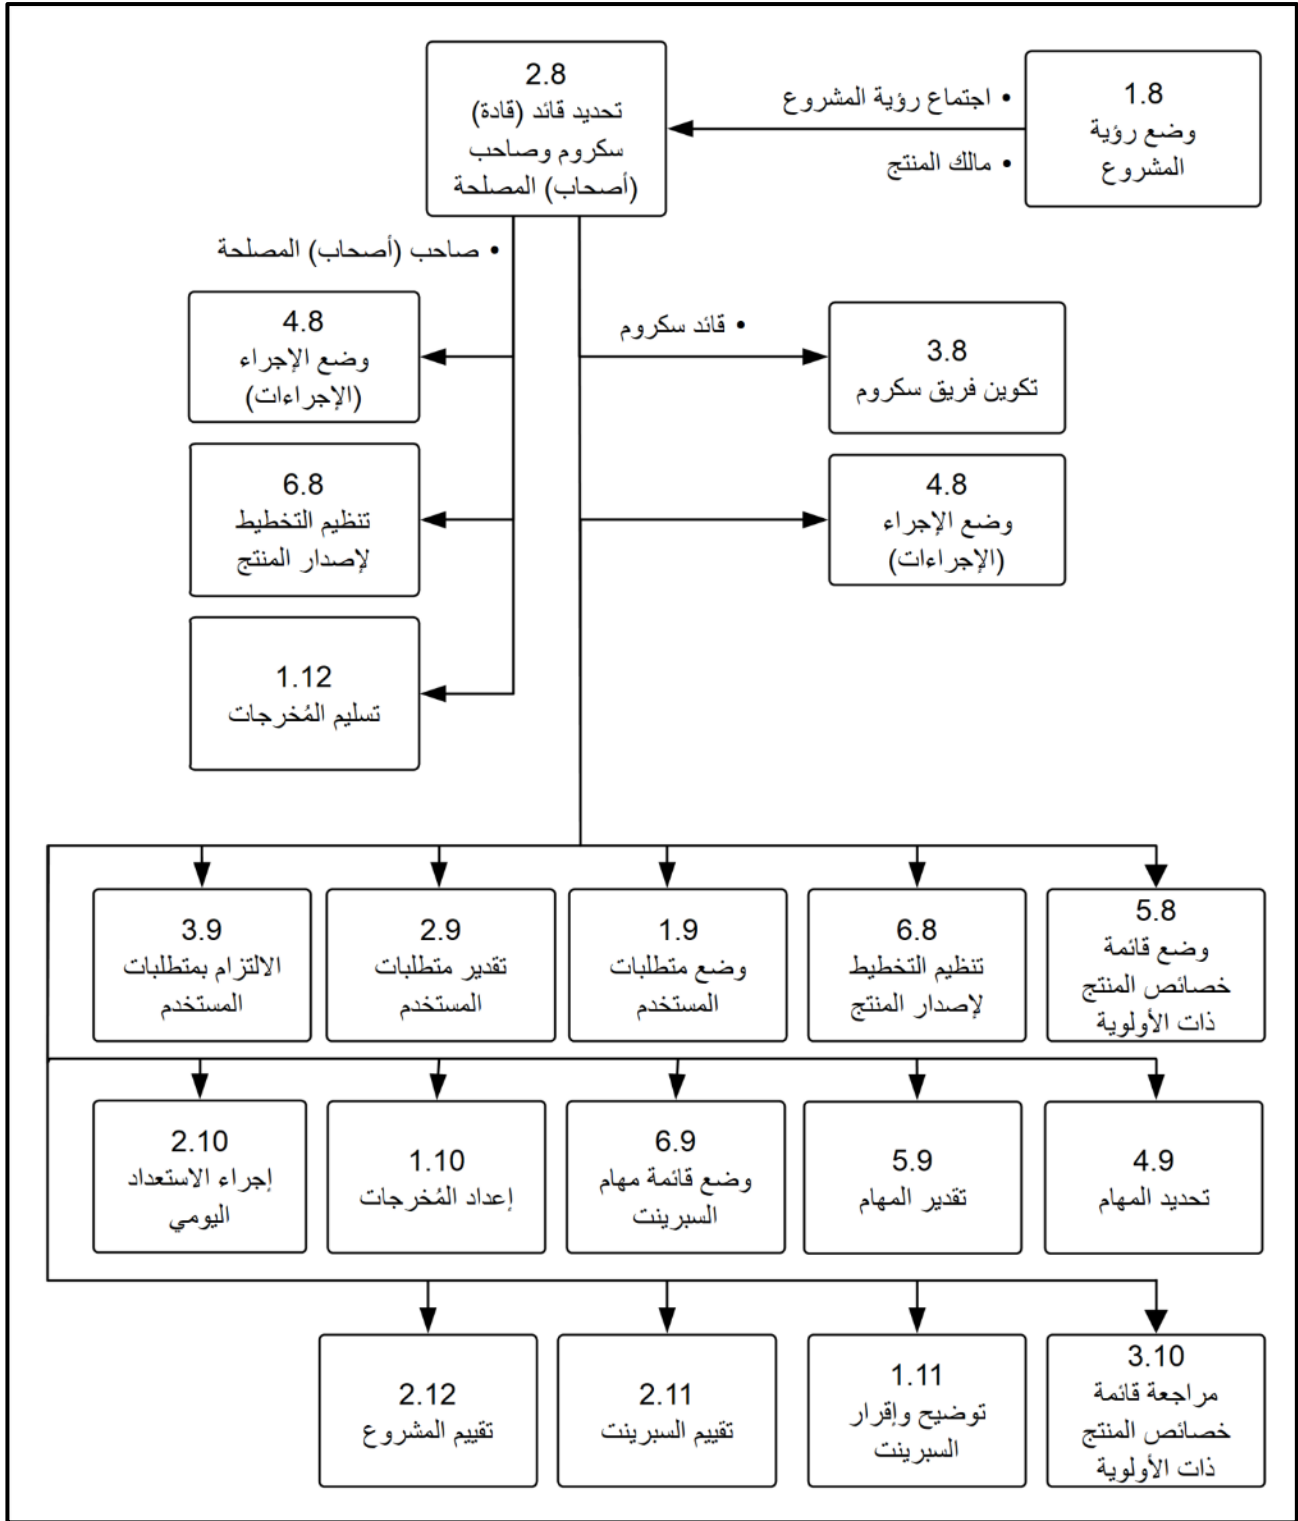 1.8
وضع رؤية
المشروع
• اجتماع رؤية المشروع
• مالك المنتج
2.8
تحديد قائد (قادة)
سكروم وصاحب
(أصحاب) المصلحة
• صاحب (أصحاب) المصلحة
• قائد سكروم
3.8
تكوين فريق سكروم
4.8
وضع الإجراء
(الإجراءات)
4.8
وضع الإجراء
(الإجراءات)
6.8
تنظيم التخطيط
لإصدار المنتج
1.12
تسليم المُخرجات
5.8
وضع قائمة
خصائص المنتج
ذات الأولوية
6.8
تنظيم التخطيط
لإصدار المنتج
1.9
وضع متطلبات
المستخدم
2.9
تقدير متطلبات
المستخدم
3.9
الالتزام بمتطلبات
المستخدم
4.9
تحديد المهام
5.9
تقدير المهام
6.9
وضع قائمة مهام
السبرينت
1.10
إعداد المُخرجات
2.10
إجراء الاستعداد
اليومي
3.10
مراجعة قائمة
خصائص المنتج
ذات الأولوية
1.11
توضيح وإقرار
السبرينت
2.11
تقييم السبرينت
2.12
تقييم المشروع